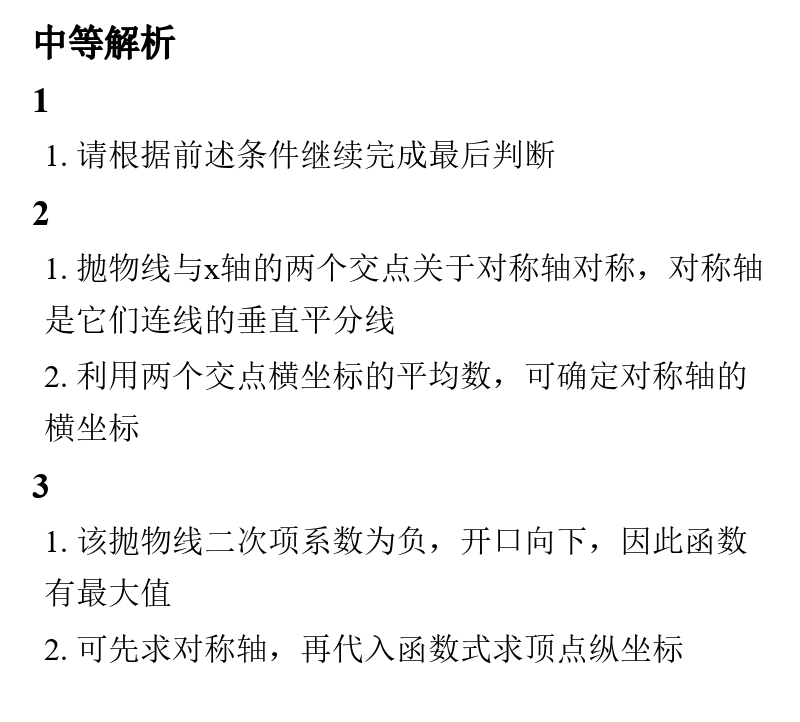 中等解析
1
1. 请根据前述条件继续完成最后判断
2
1. 抛物线与x轴的两个交点关于对称轴对称，对称轴
是它们连线的垂直平分线
2. 利用两个交点横坐标的平均数，可确定对称轴的
横坐标
3
1. 该抛物线二次项系数为负，开口向下，因此函数
有最大值
2. 可先求对称轴，再代入函数式求顶点纵坐标